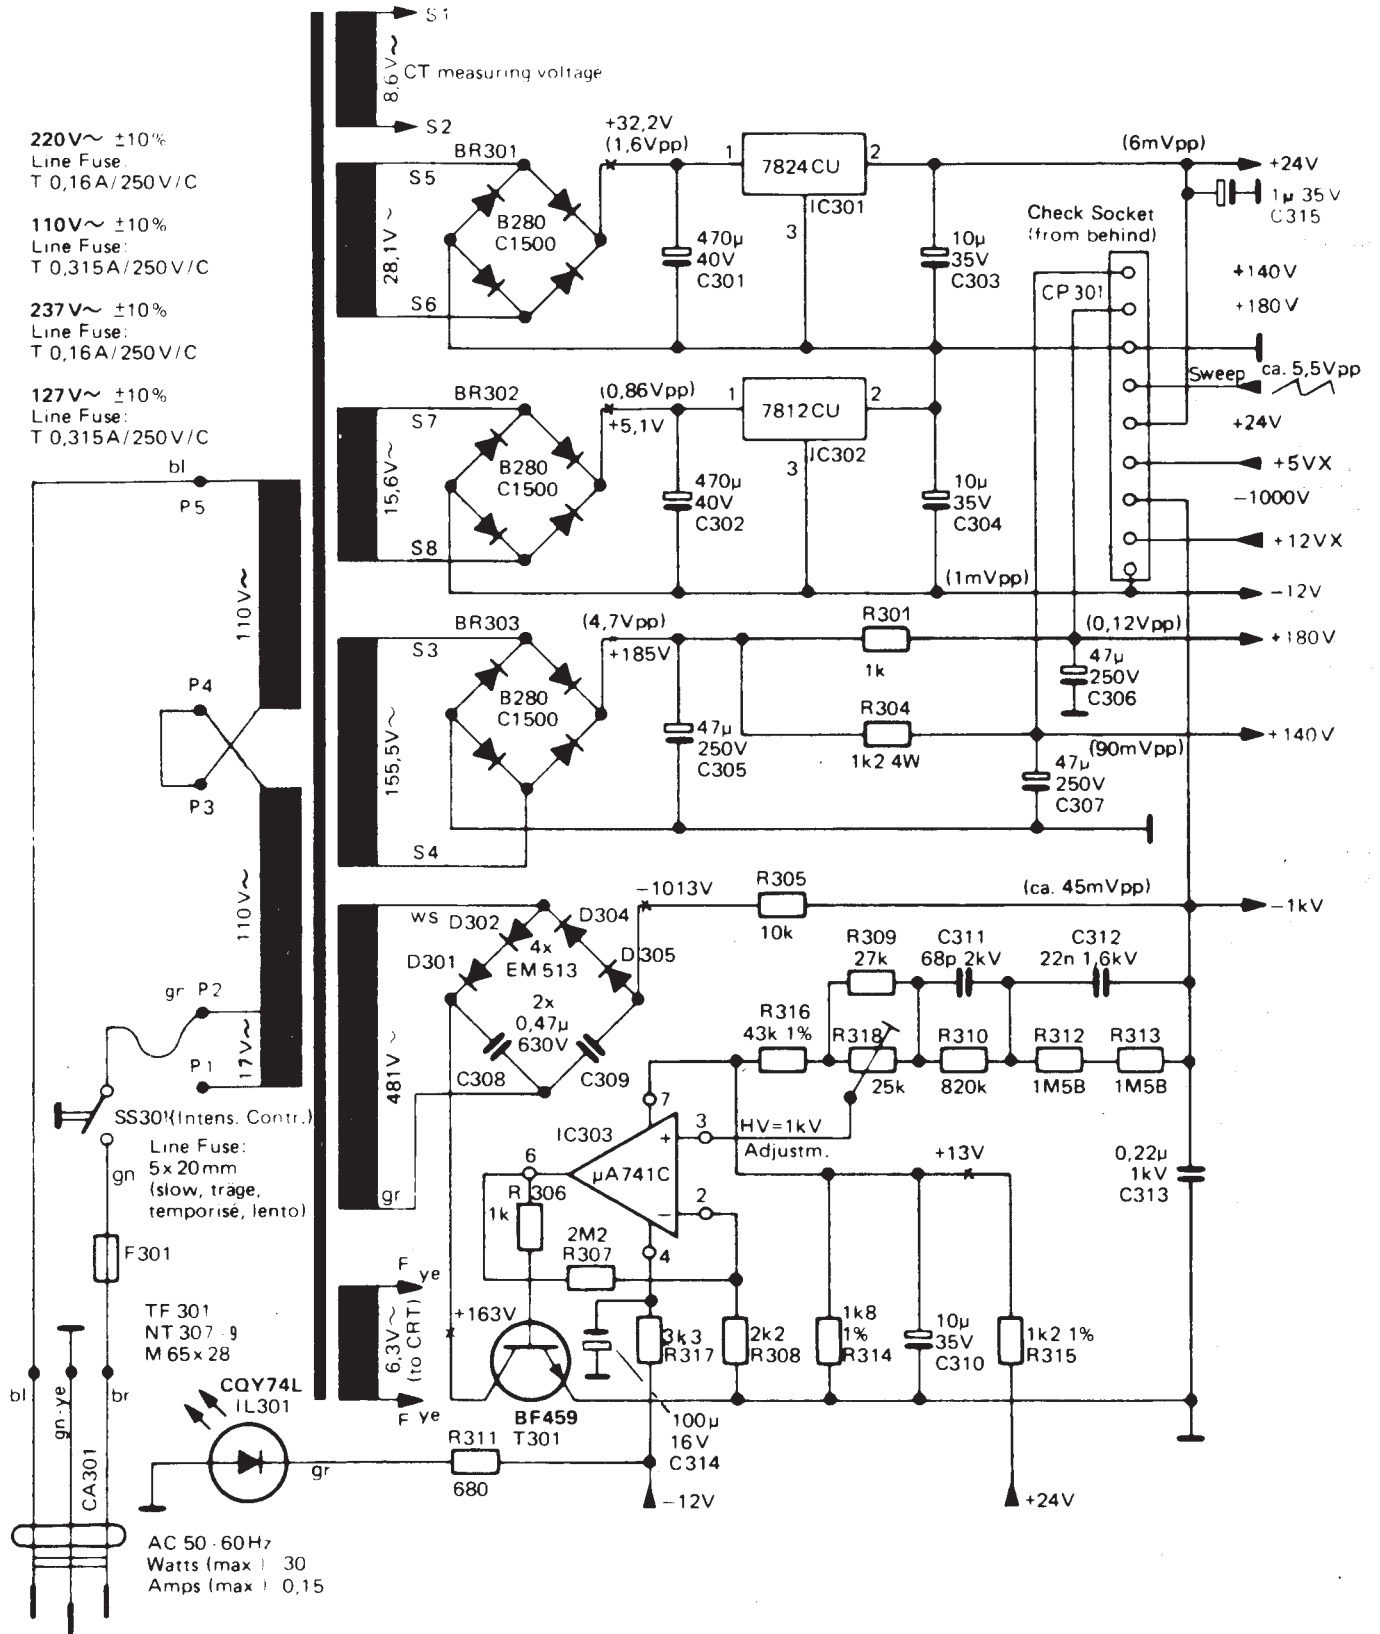 S1
8,6V~
CT measuring voltage
S2
220V~ ±10%
Line Fuse:
T 0,16A/250V/C
110V~ ±10%
Line Fuse:
T 0,315A/250V/C
237V~ ±10%
Line Fuse:
T 0,16A/250V/C
127V~ ±10%
Line Fuse:
T 0,315A/250V/C
BR301
S5
28,1V~
S6
B280
C1500
+32,2V
(1,6Vpp)
1
7824CU
2
IC301
3
470µ
40V
C301
10µ
35V
C303
(6mVpp)
+24V
1µ 35V
C315
Check Socket
(from behind)
CP301
+140V
+180V
Sweep
ca. 5,5Vpp
+24V
+5VX
-1000V
+12VX
-12V
BR302
S7
15,6V~
S8
B280
C1500
(0,86Vpp)
+5,1V
1
7812CU
2
IC302
3
470µ
40V
C302
10µ
35V
C304
(1mVpp)
BR303
S3
155,5V~
S4
B280
C1500
(4,7Vpp)
+185V
R301
1k
(0,12Vpp)
+180V
47µ
250V
C306
47µ
250V
C305
R304
1k2 4W
(90mVpp)
+140V
47µ
250V
C307
bl
P5
110V~
P4
P3
110V~
gr P2
17V~
P1
SS301(Intens. Contr.)
Line Fuse:
5x20mm
(slow, träge,
temporisé, lento)
gn
F301
TF 301
NT 307-9
M 65x28
bl
gn-ye
br
CA301
AC 50-60Hz
Watts (max ) 30
Amps (max ) 0,15
ws
481V~
gr
D302
D304
D301
D305
4x
EM 513
2x
0,47µ
630V
C308
C309
-1013V
R305
10k
(ca. 45mVpp)
-1kV
R309
27k
C311
68p 2kV
C312
22n 1,6kV
R316
43k 1%
R318
25k
R310
820k
R312
1M5B
R313
1M5B
7
IC303
µA741C
+
3
HV=1kV
Adjustm.
-
2
4
6
R306
1k
2M2
R307
+13V
0,22µ
1kV
C313
F ye
6,3V~
(to CRT)
F ye
+163V
BF459
T301
3k3
R317
2k2
R308
1k8
1%
R314
10µ
35V
C310
1k2 1%
R315
100µ
16V
C314
CQY74L
IL301
gr
R311
680
-12V
+24V